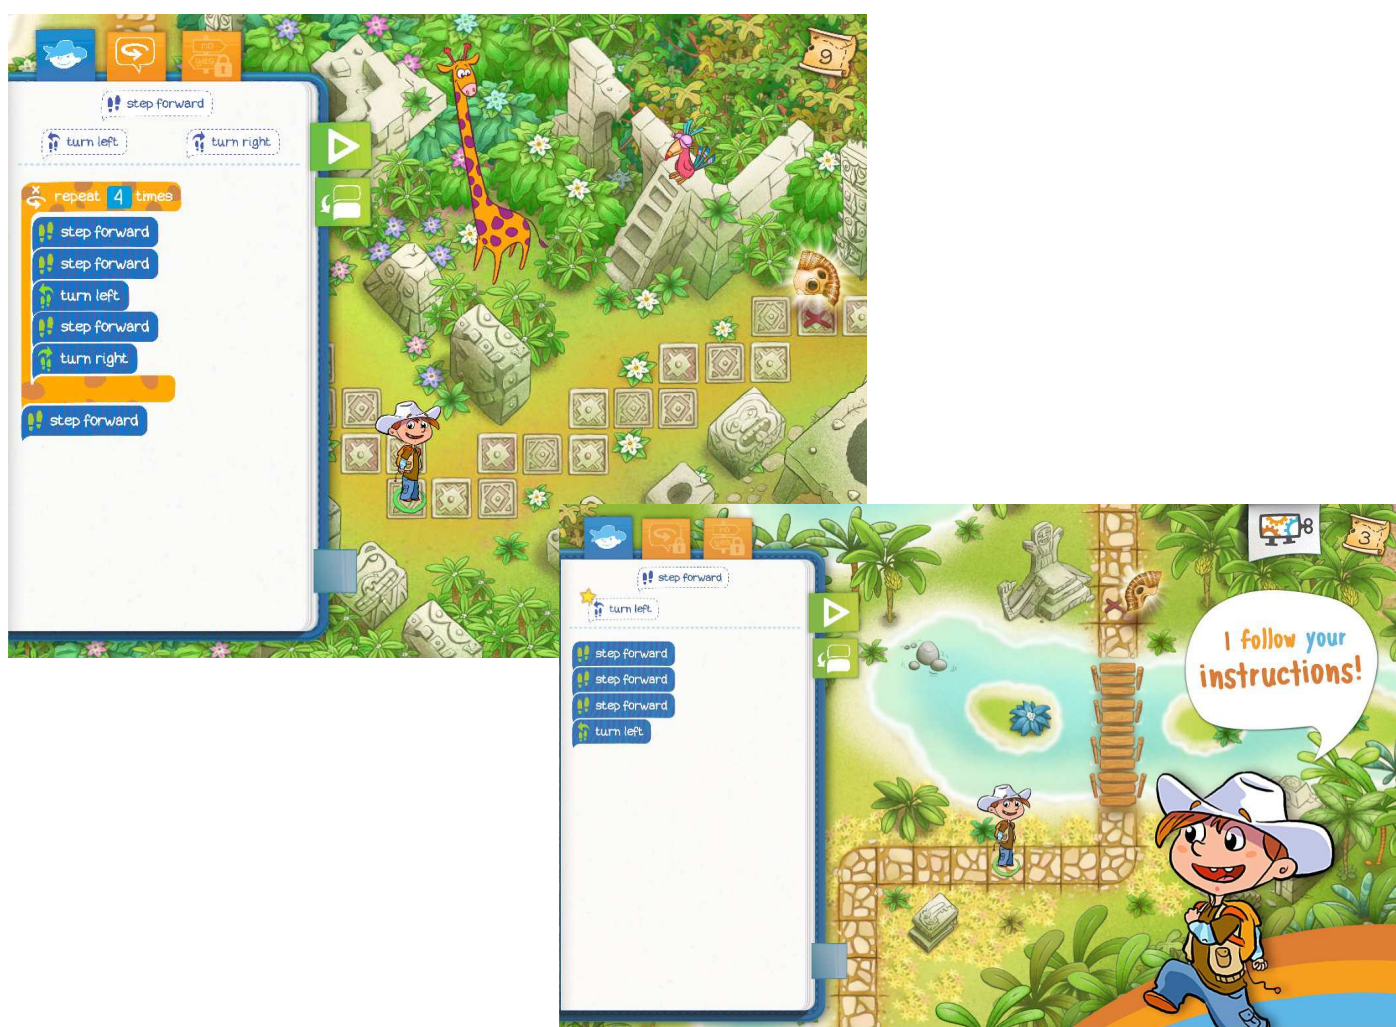 step forward
turn left
turn right
repeat 4 times
step forward
step forward
turn left
step forward
turn right
step forward
9
step forward
turn left
step forward
step forward
step forward
turn left
8
3
I follow your
instructions!